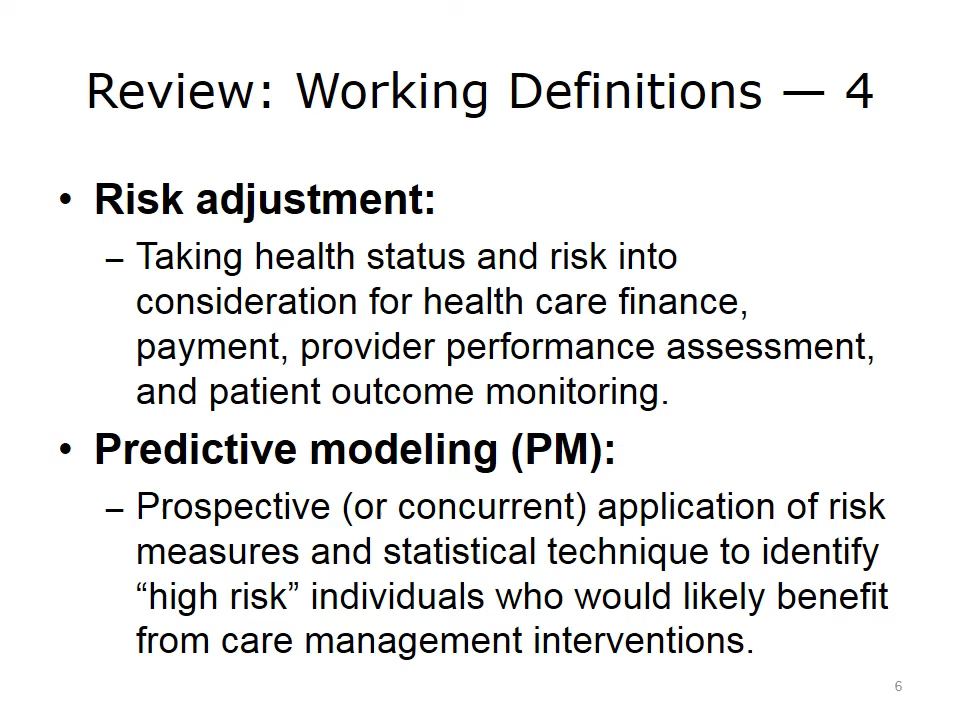 Review: Working Definitions — 4
• Risk adjustment:
– Taking health status and risk into
consideration for health care finance,
payment, provider performance assessment,
and patient outcome monitoring.
• Predictive modeling (PM):
– Prospective (or concurrent) application of risk
measures and statistical technique to identify
“high risk” individuals who would likely benefit
from care management interventions.
6